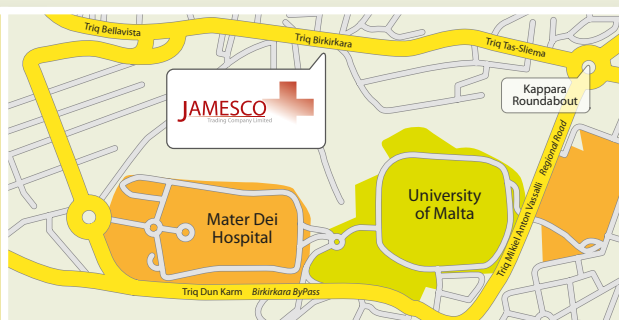 Triq Bellavista
Triq Birkirkara
Triq Tas-Sliema
Kappara
Roundabout
JAMESCO
Trading Company Limited
Triq Mikiel Anton Vassalli Regional Road
University
of Malta
Mater Dei
Hospital
Triq Dun Karm Birkirkara ByPass